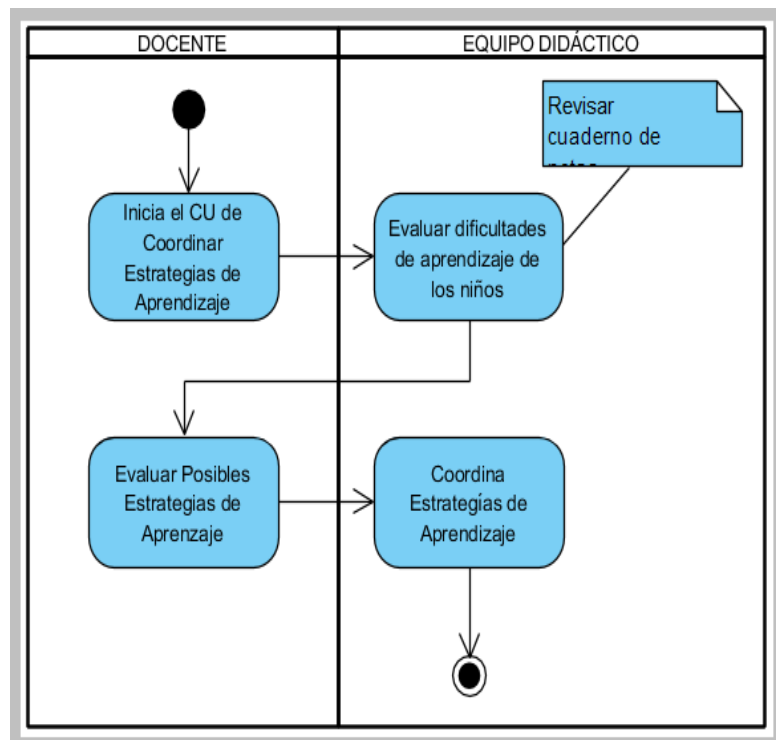 DOCENTE
EQUIPO DIDÁCTICO
Revisar
cuaderno de
Inicia el CU de
Coordinar
Estrategias de
Aprendizaje
Evaluar dificultades
de aprendizaje de
los niños
Evaluar Posibles
Estrategias de
Aprenzaje
Coordina
Estrategías de
Aprendizaje